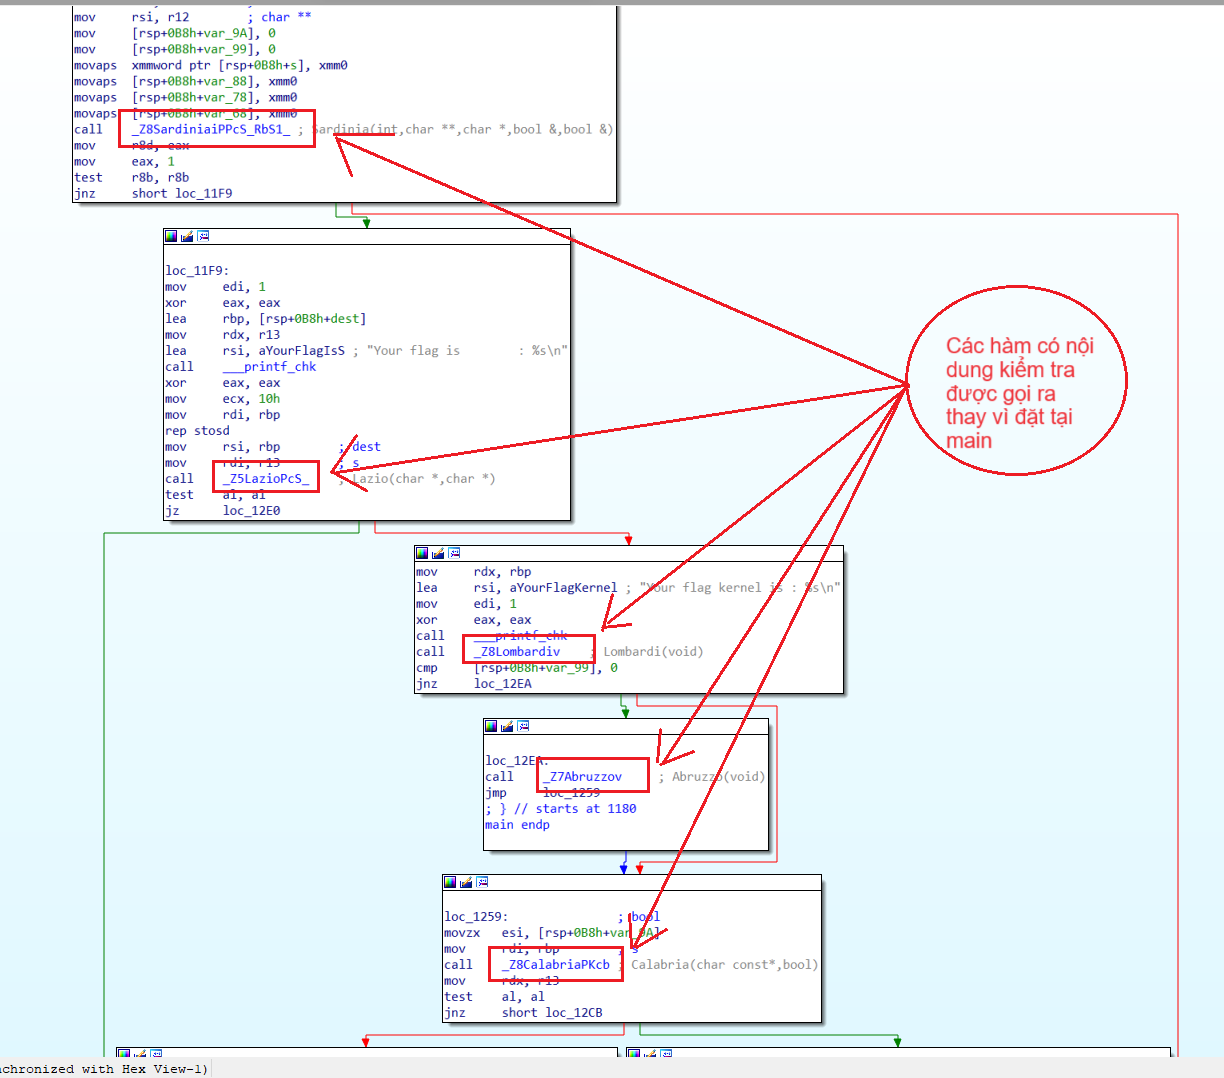 mov rsi, r12 ; char **
mov [rsp+0B8h+var_9A], 0
mov [rsp+0B8h+var_99], 0
movaps xmmword ptr [rsp+0B8h+s], xmm0
movaps [rsp+0B8h+var_88], xmm0
movaps [rsp+0B8h+var_78], xmm0
movaps [rsp+0B8h+var_68], xmm0
call _Z8SardiniaiPPcS_RbS1_ ; Sardinia(int,char **,char *,bool &,bool &)
mov r8d, eax
mov eax, 1
test r8b, r8b
jnz short loc_11F9
loc_11F9:
mov edi, 1
xor eax, eax
lea rbp, [rsp+0B8h+dest]
mov rdx, r13
lea rsi, aYourFlagIsS ; "Your flag is : %s\n"
call ___printf_chk
xor eax, eax
mov ecx, 10h
mov rdi, rbp
rep stosd
mov rsi, rbp ; dest
mov rdi, r13 ; s
call _Z5LazioPcS_ ; Lazio(char *,char *)
test al, al
jz loc_12E0
Các hàm có nội
dung kiểm tra
được gọi ra
thay vì đặt tại
main
mov rdx, rbp
lea rsi, aYourFlagKernel ; "Your flag kernel is : %s\n"
mov edi, 1
xor eax, eax
call ___printf_chk
call _Z8Lombardiv ; Lombardi(void)
cmp [rsp+0B8h+var_99], 0
jnz loc_12EA
loc_12EA:
call _Z7Abruzzov ; Abruzzo(void)
jmp loc_1259
; } // starts at 1180
main endp
loc_1259: ; bool
movzx esi, [rsp+0B8h+var_9A]
mov rdi, rbp ; s
call _Z8CalabriaPKcb ; Calabria(char const*,bool)
mov rdx, r13
test al, al
jnz short loc_12CB
nchronized with Hex View-1)